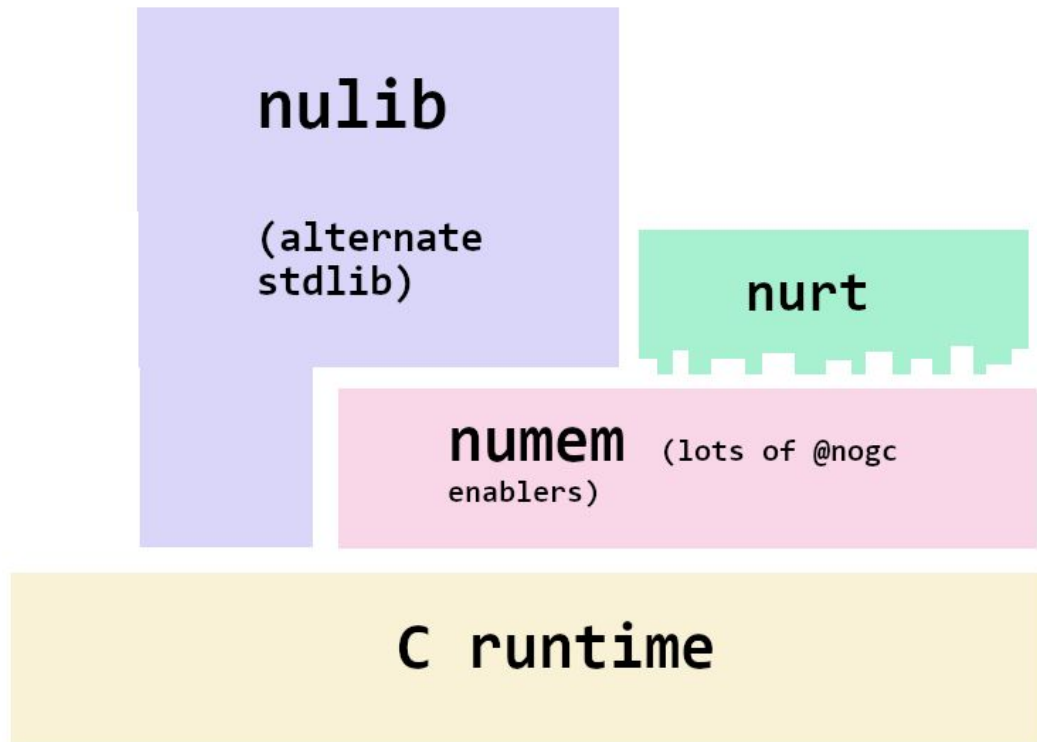 nulib
(alternate
stdlib)
nurt
numem (lots of @nogc
enablers)
C runtime